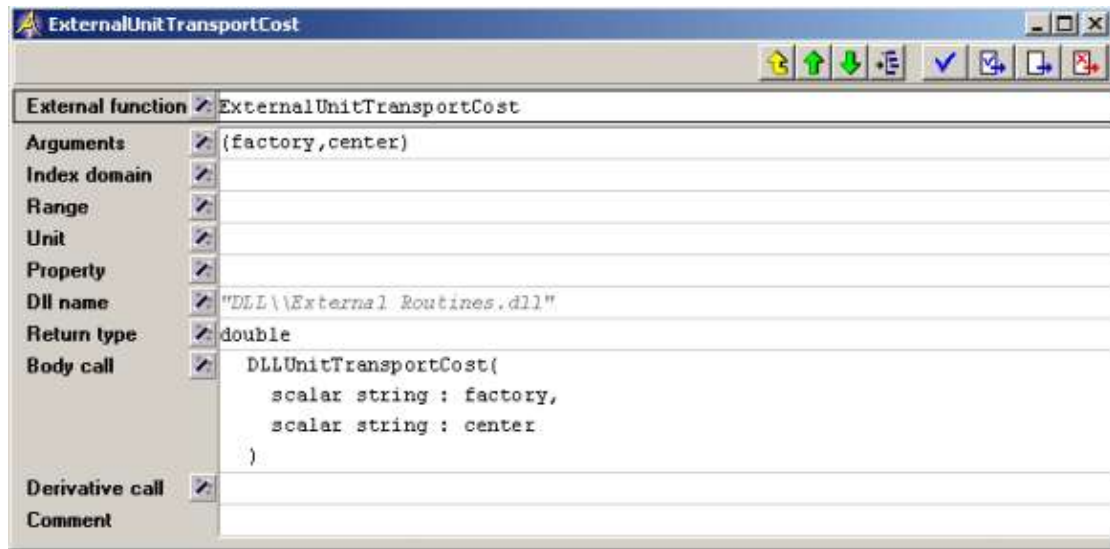 ExternalUnitTransportCost
External function ExternalUnitTransportCost
Arguments (factory,center)
Index domain
Range
Unit
Property
Dll name "DLL\\External Routines.dll"
Return type double
Body call DLLUnitTransportCost(
scalar string : factory,
scalar string : center
)
Derivative call
Comment